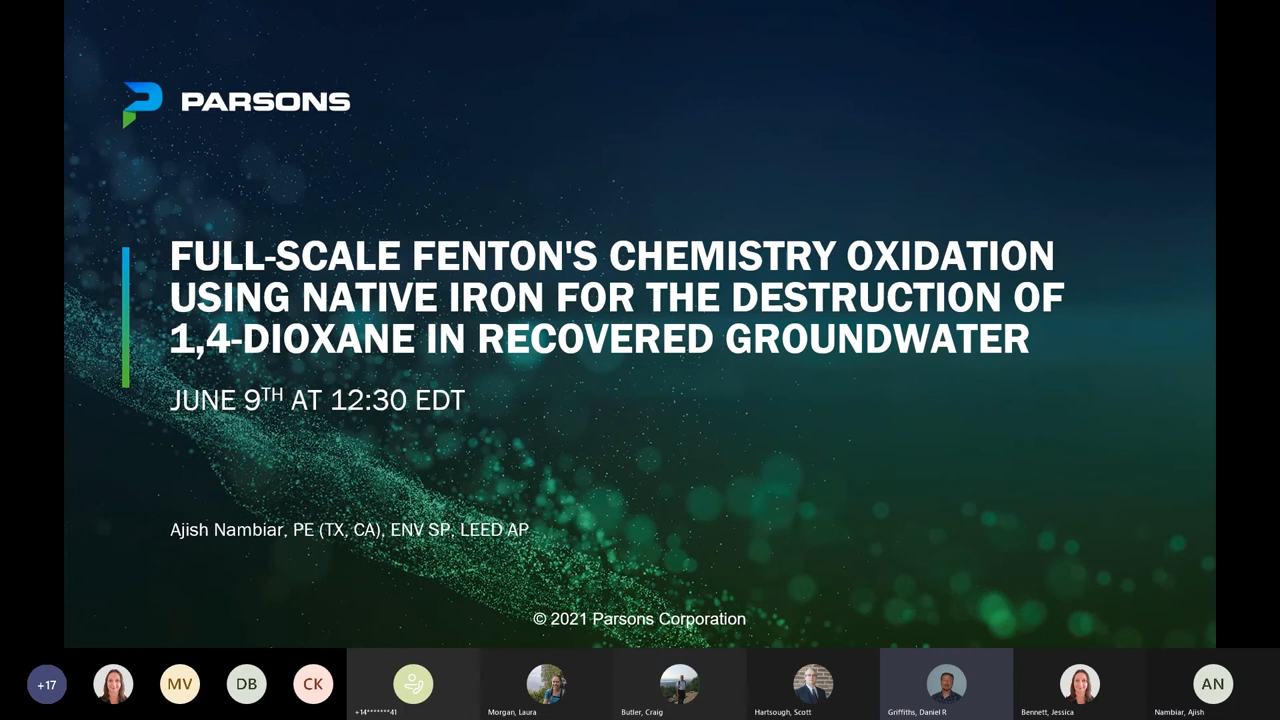 PARSONS
FULL-SCALE FENTON'S CHEMISTRY OXIDATION
USING NATIVE IRON FOR THE DESTRUCTION OF
1,4-DIOXANE IN RECOVERED GROUNDWATER
JUNE 9TH AT 12:30 EDT
Ajish Nambiar, PE (TX, CA), ENV SP, LEED AP
© 2021 Parsons Corporation
+17
MV
DB
CK
+14*******41
Morgan, Laura
Butler, Craig
Hartsough, Scott
Griffiths, Daniel R
Bennett, Jessica
AN
Nambiar, Ajish